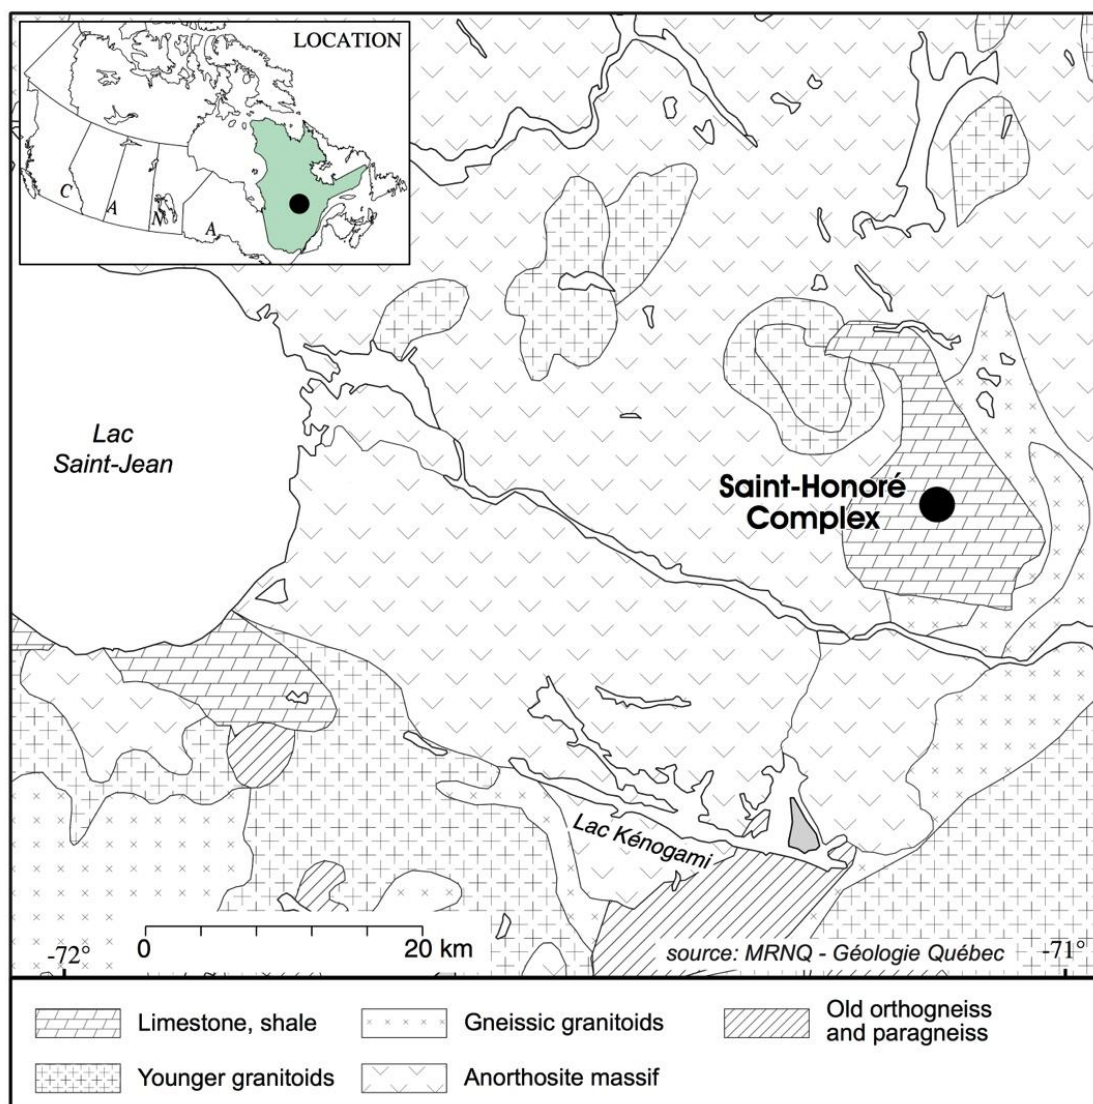 LOCATION
C
A
N
A
Lac
Saint-Jean
Saint-Honoré
Complex
Lac Kénogami
0
20 km
source: MRNQ - Géologie Québec
-72°
-71°
Limestone, shale
Gneissic granitoids
Old orthogneiss
and paragneiss
Younger granitoids
Anorthosite massif